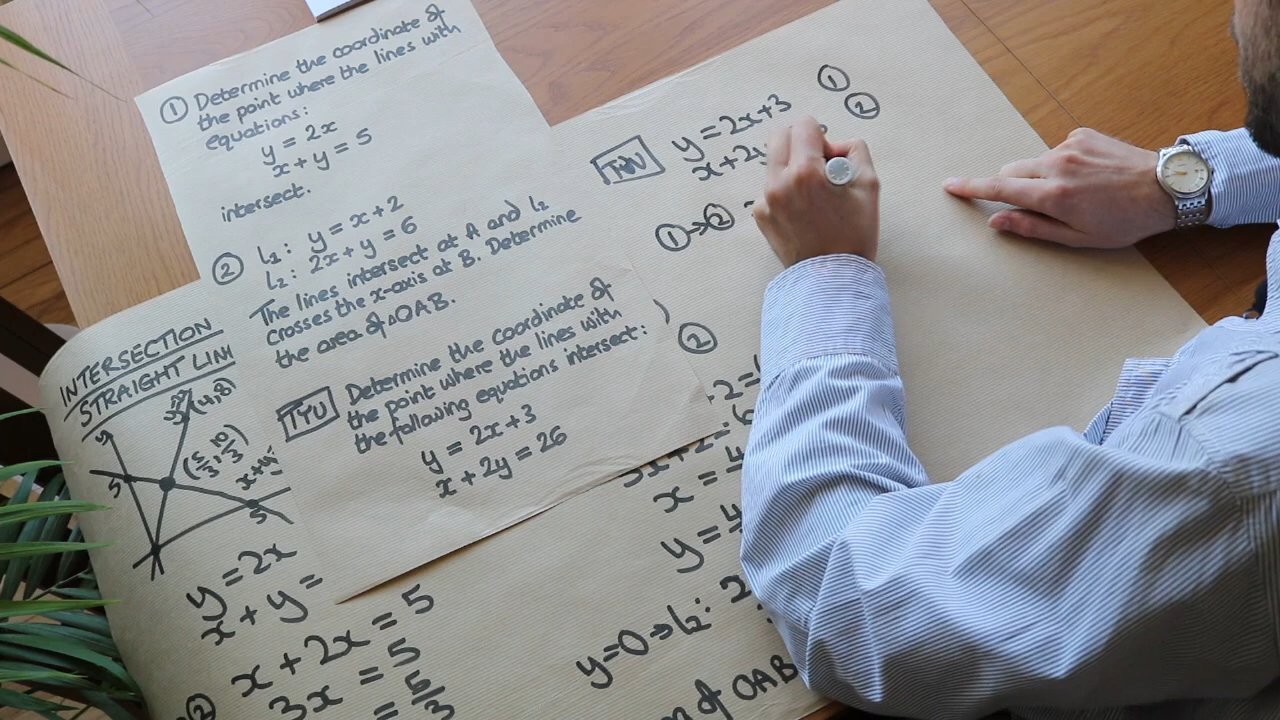 ① Determine the coordinate of
the point where the lines with
equations:
y = 2x
x + y = 5
intersect.
② L₁: y = x + 2
L₂: 2x + y = 6
The lines intersect at A and L₂
crosses the x-axis at B. Determine
the area of △OAB.
TYU Determine the coordinate of
the point where the lines with
the following equations intersect:
y = 2x + 3
x + 2y = 26
INTERSECTION
STRAIGHT LIN
(4,8)
(5/3, 10/3)
x+y=
5
5
y = 2x
x + y =
x + 2x = 5
3x = 5
= 5/3
②
TYU y = 2x + 3 ①
x + 2y ②
① → ②
②
x = 4
y = 4
y = 0 → L₂: 2
of OAB